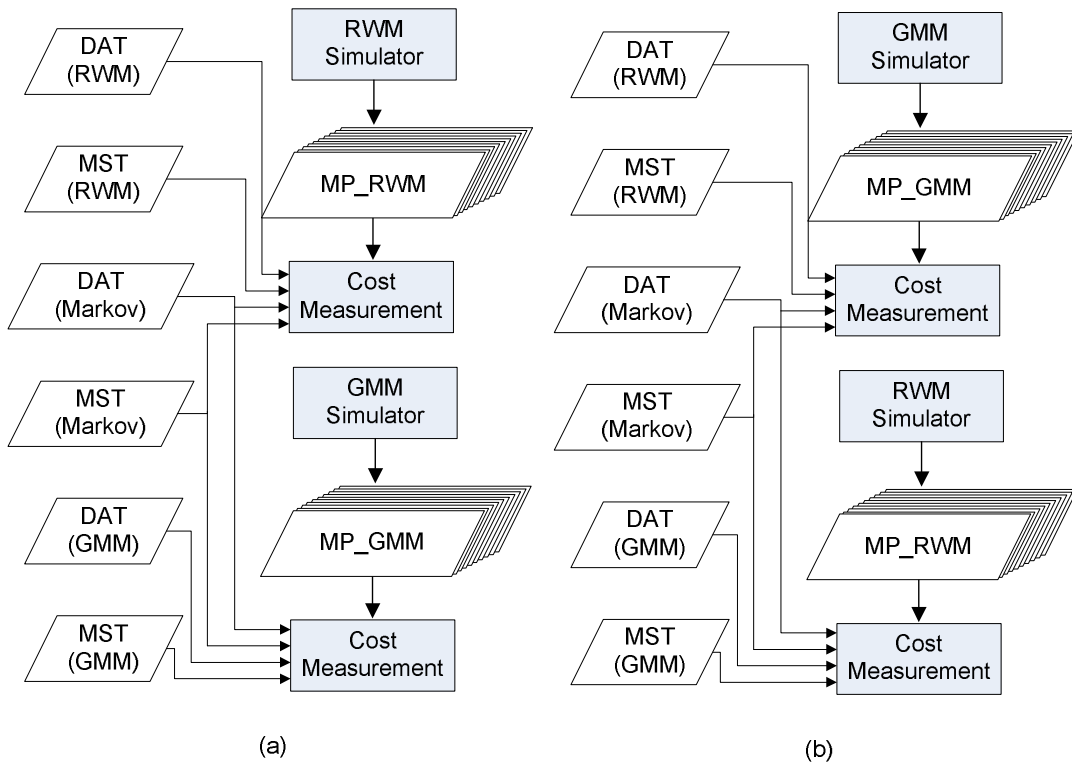 DAT
(RWM)
RWM
Simulator
MST
(RWM)
MP_RWM
DAT
(Markov)
Cost
Measurement
MST
(Markov)
GMM
Simulator
DAT
(GMM)
MP_GMM
MST
(GMM)
Cost
Measurement
(a)
DAT
(RWM)
GMM
Simulator
MST
(RWM)
MP_GMM
DAT
(Markov)
Cost
Measurement
MST
(Markov)
RWM
Simulator
DAT
(GMM)
MP_RWM
MST
(GMM)
Cost
Measurement
(b)